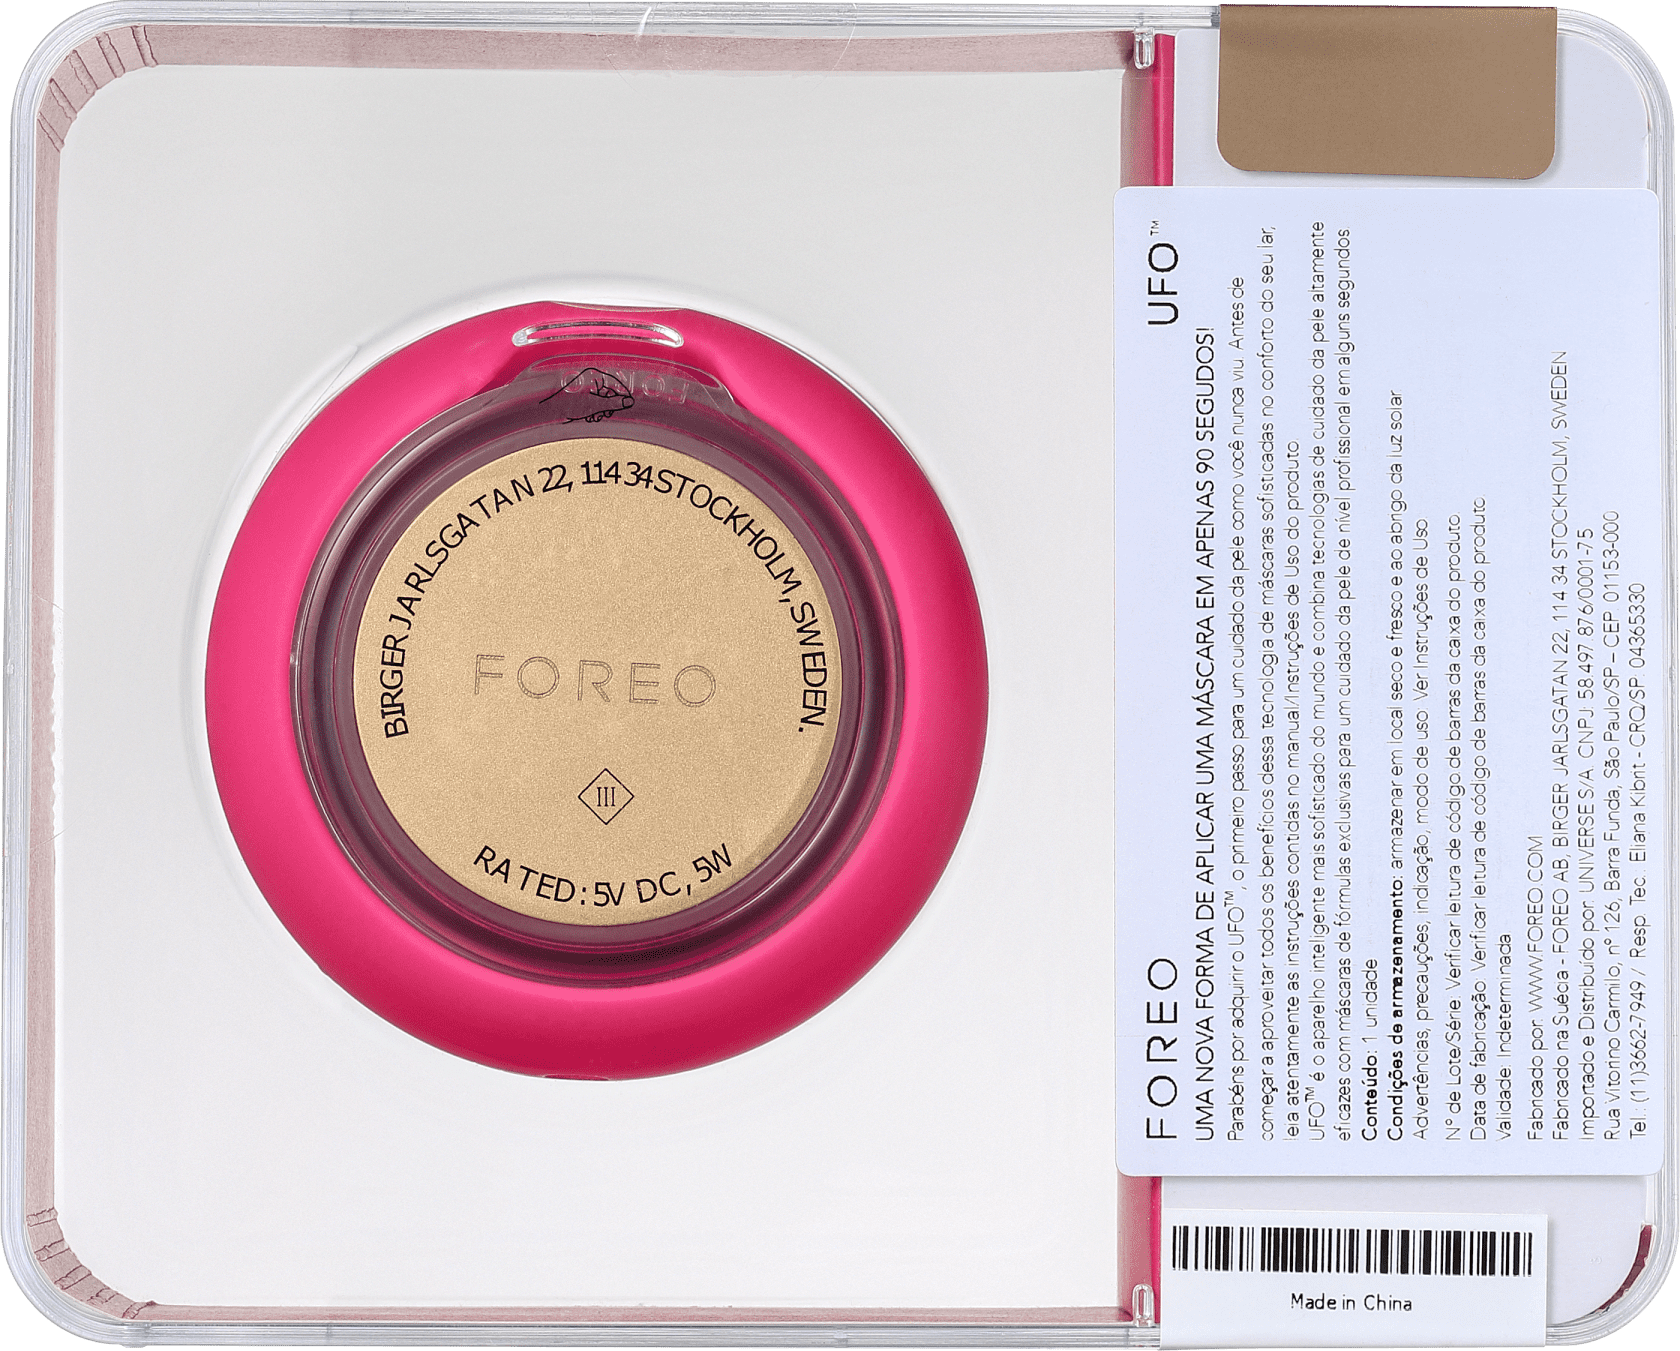 BIRGER JARLSGATAN 22, 114 34 STOCKHOLM, SWEDEN.
FOREO
III
RATED: 5V DC, 5W
FOREO UFO™
UMA NOVA FORMA DE APLICAR UMA MÁSCARA EM APENAS 90 SEGUDOS!
Parabéns por adquirir o UFO™, o primeiro passo para um cuidado da pele como você nunca viu. Antes de
começar a aproveitar todos os benefícios dessa tecnologia de máscaras sofisticadas no conforto do seu lar,
leia atentamente as instruções contidas no manual/Instruções de Uso do produto
UFO™ é o aparelho inteligente mais sofisticado do mundo e combina tecnologias de cuidado da pele altamente
eficazes com máscaras de fórmulas exclusivas para um cuidado da pele de nível profissional em alguns segundos
Conteúdo: 1 unidade
Condições de armazenamento: armazenar em local seco e fresco e ao abrigo da luz solar
Advertências, precauções, indicação, modo de uso: Ver Instruções de Uso
N° de Lote/Série: Verificar leitura de código de barras da caixa do produto
Data de fabricação: Verificar leitura de código de barras da caixa do produto
Validade: Indeterminada
Fabricado por: WWW.FOREO.COM
Fabricado na Suécia - FOREO AB, BIRGER JARLSGATAN 22, 114 34 STOCKHOLM, SWEDEN
Importado e Distribuído por: UNIVERSE S/A. CNPJ: 58.497.876/0001-75
Rua Vitorino Carmilo, n° 126, Barra Funda, São Paulo/SP – CEP 01153-000
Tel.: (11)3662-7949 / Resp. Tec.: Eliana Kibrit - CRQ/SP. 04365330
Made in China